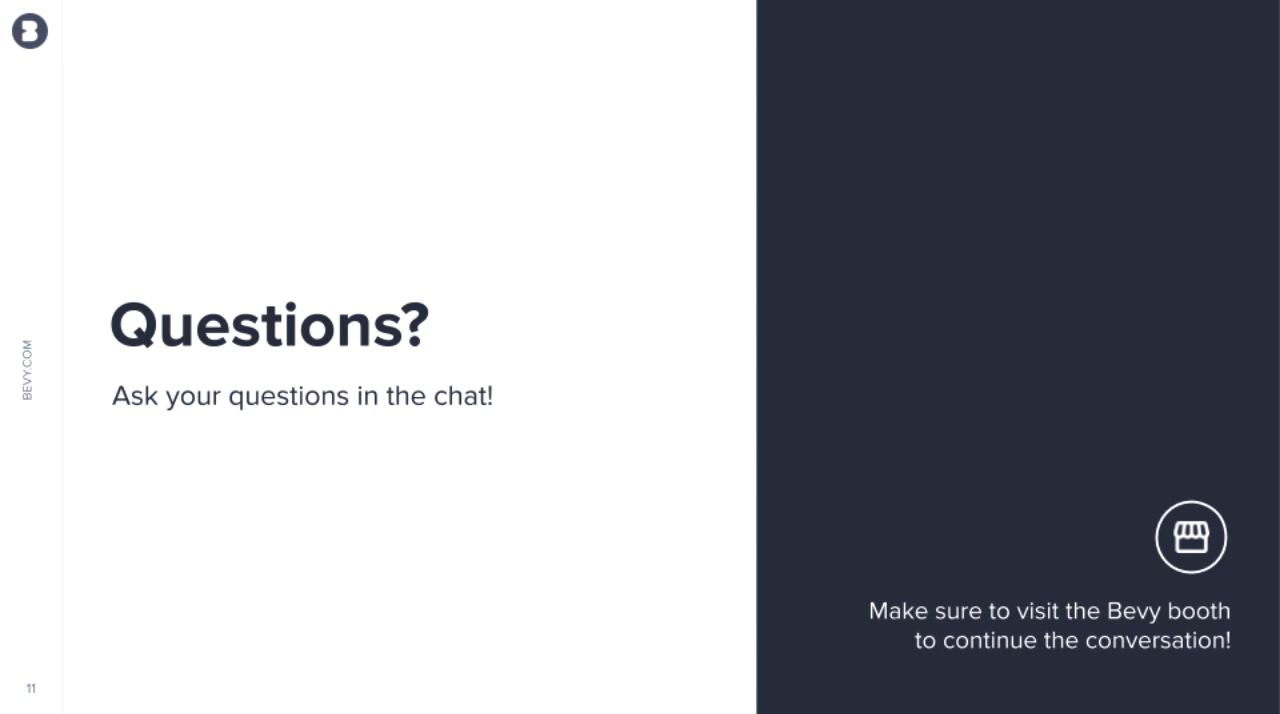 BEVY.COM
11
Questions?
Ask your questions in the chat!
Make sure to visit the Bevy booth
to continue the conversation!